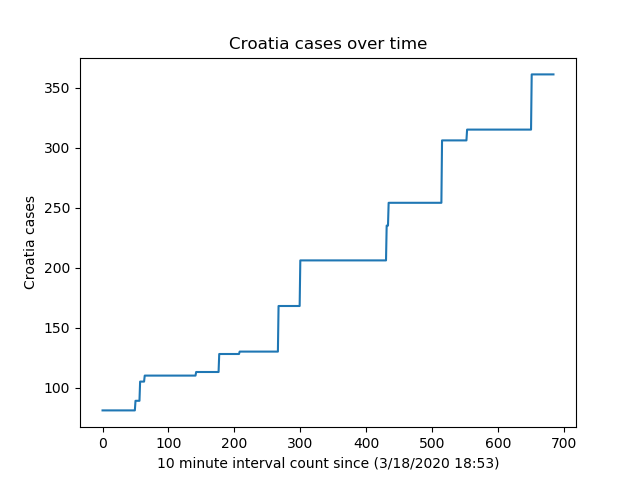 Croatia cases over time
350
300
250
200
150
100
Croatia cases
0 100 200 300 400 500 600 700
10 minute interval count since (3/18/2020 18:53)